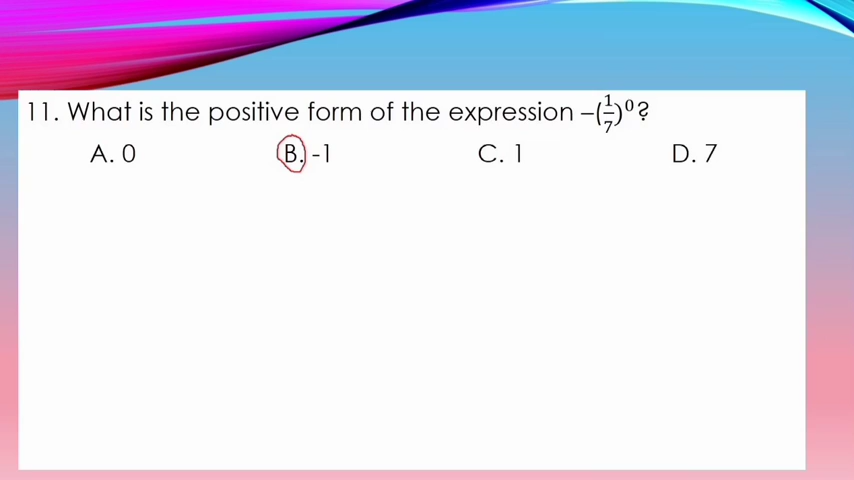 11. What is the positive form of the expression −(1/7)⁰?
A. 0 B. -1 C. 1 D. 7